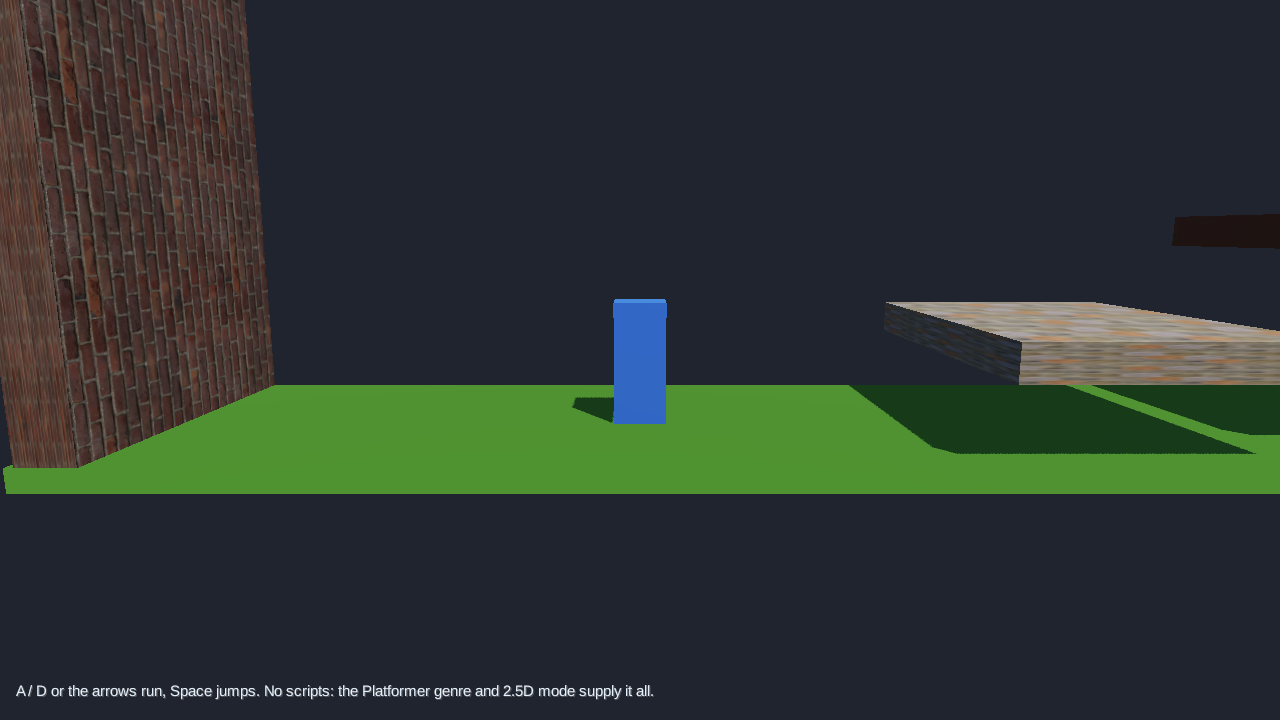 A / D or the arrows run, Space jumps. No scripts: the Platformer genre and 2.5D mode supply it all.